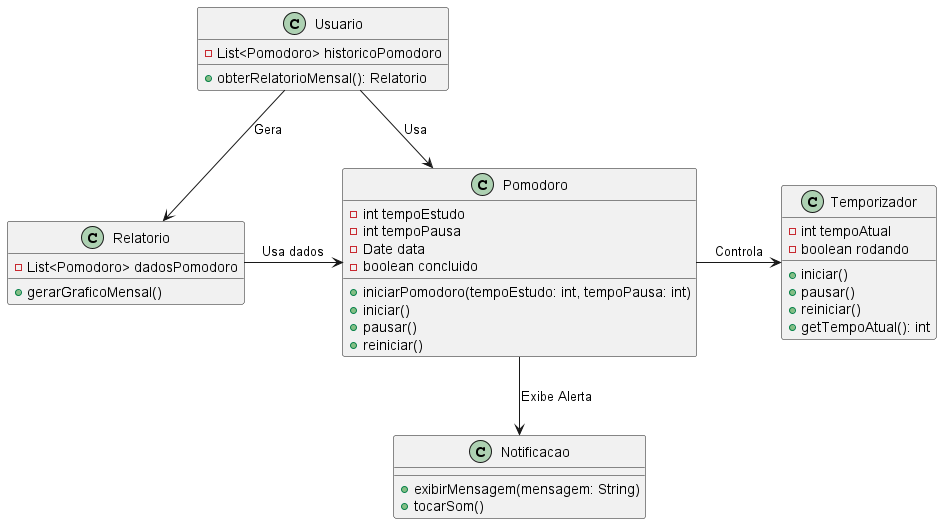 C Usuario
List<Pomodoro> historicoPomodoro
obterRelatorioMensal(): Relatorio
Gera
Usa
C Relatorio
List<Pomodoro> dadosPomodoro
gerarGraficoMensal()
Usa dados
C Pomodoro
int tempoEstudo
int tempoPausa
Date data
boolean concluido
iniciarPomodoro(tempoEstudo: int, tempoPausa: int)
iniciar()
pausar()
reiniciar()
Controla
C Temporizador
int tempoAtual
boolean rodando
iniciar()
pausar()
reiniciar()
getTempoAtual(): int
Exibe Alerta
C Notificacao
exibirMensagem(mensagem: String)
tocarSom()